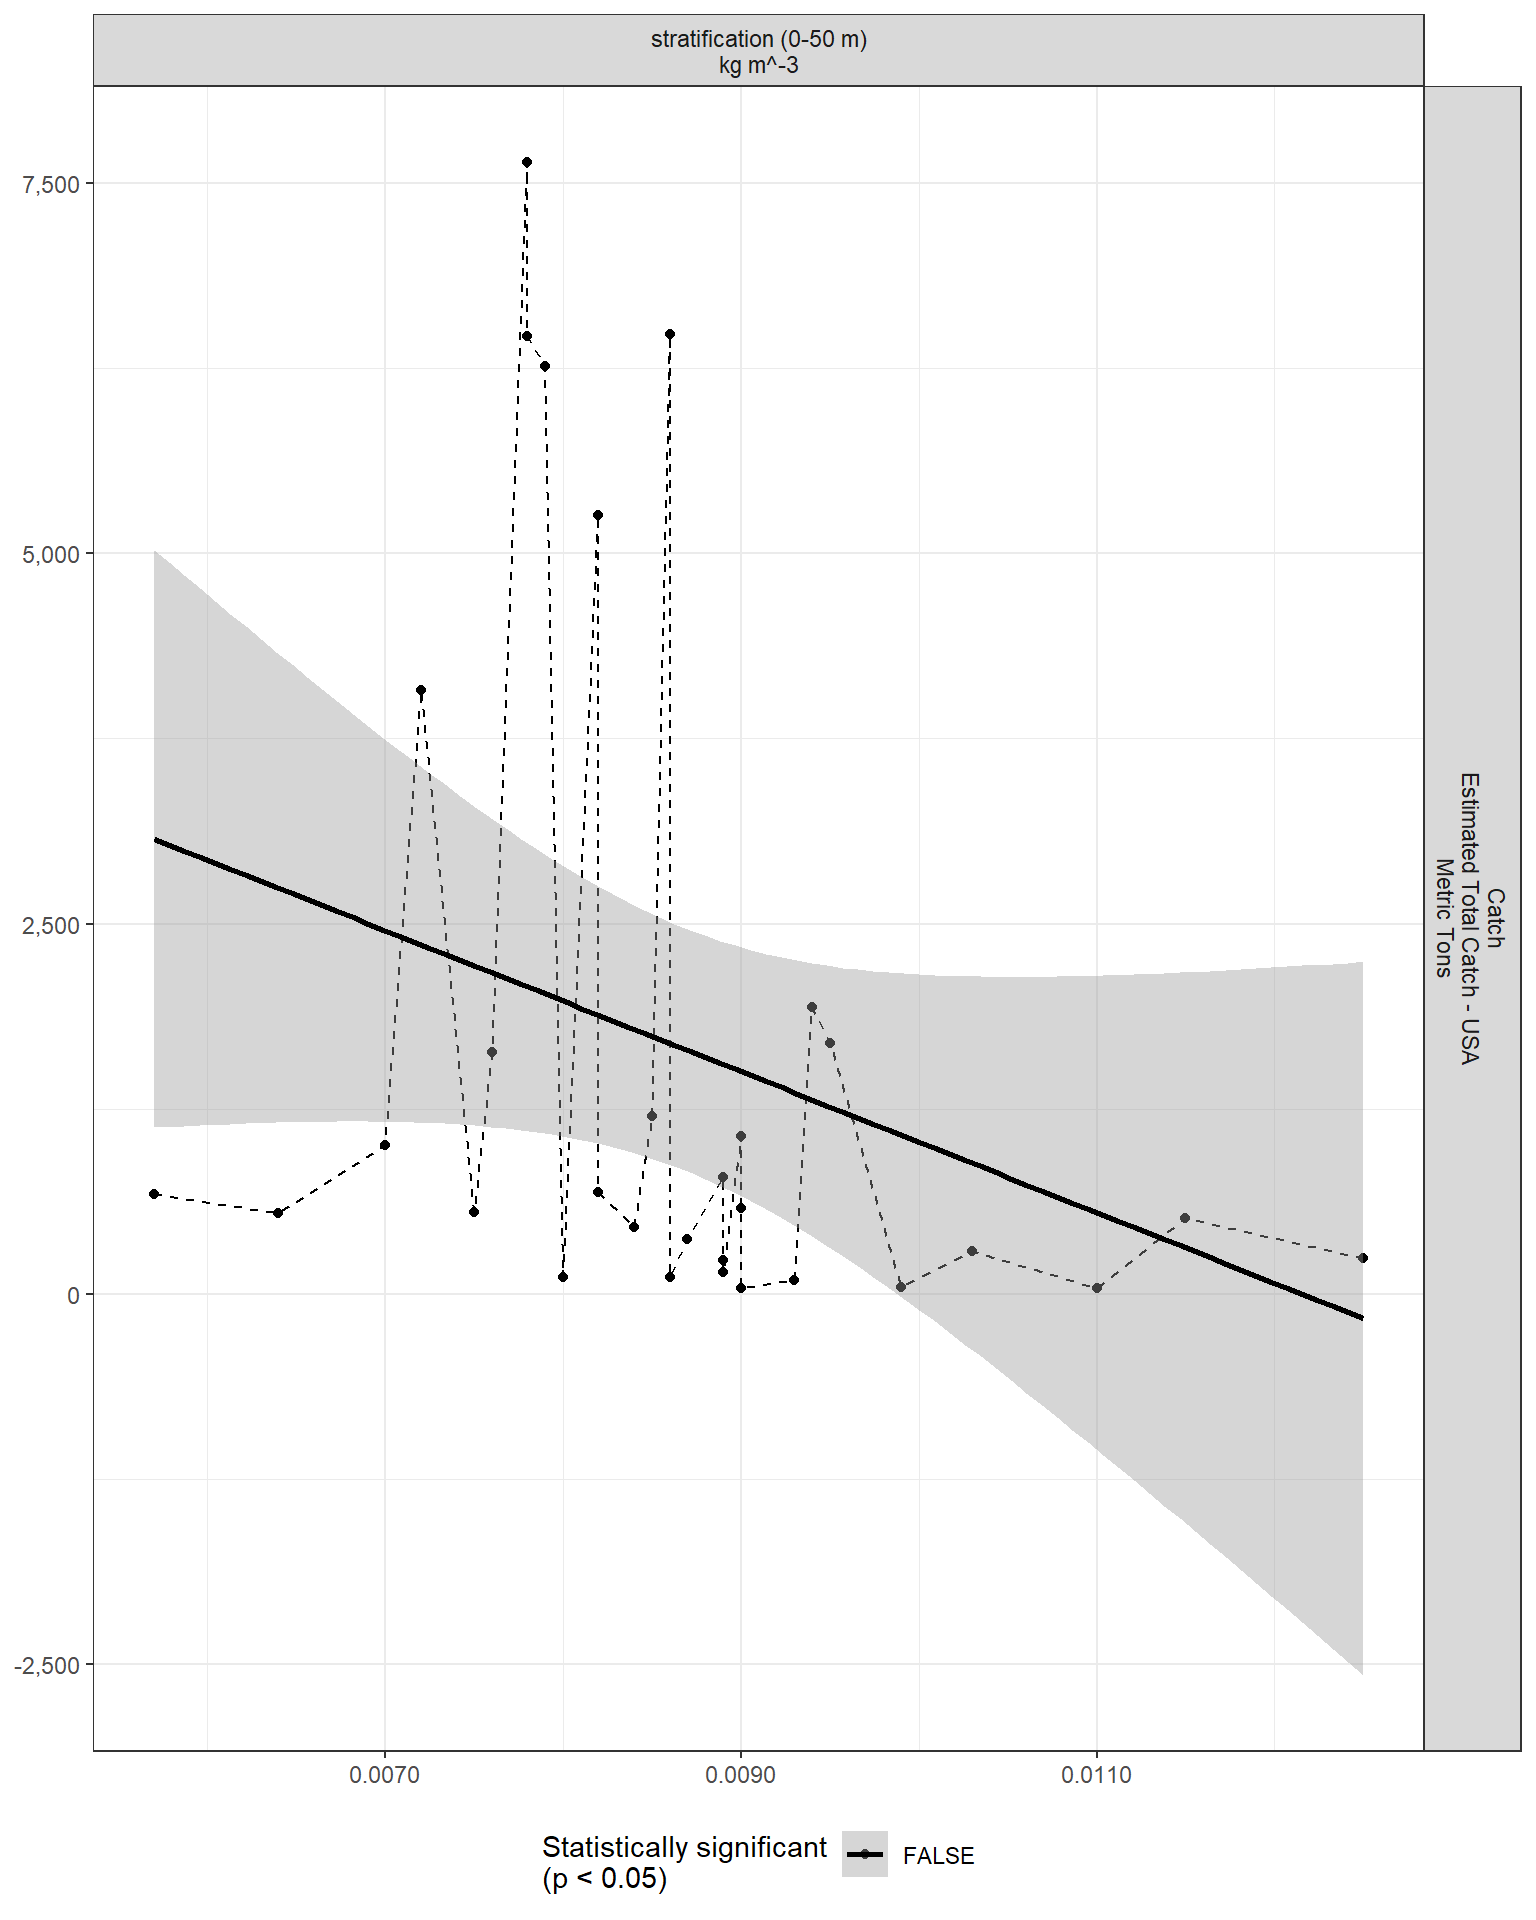 stratification (0-50 m)
kg m^-3
7,500
5,000
2,500
0
-2,500
Catch
Estimated Total Catch - USA
Metric Tons
0.0070
0.0090
0.0110
Statistically significant
(p < 0.05)
FALSE